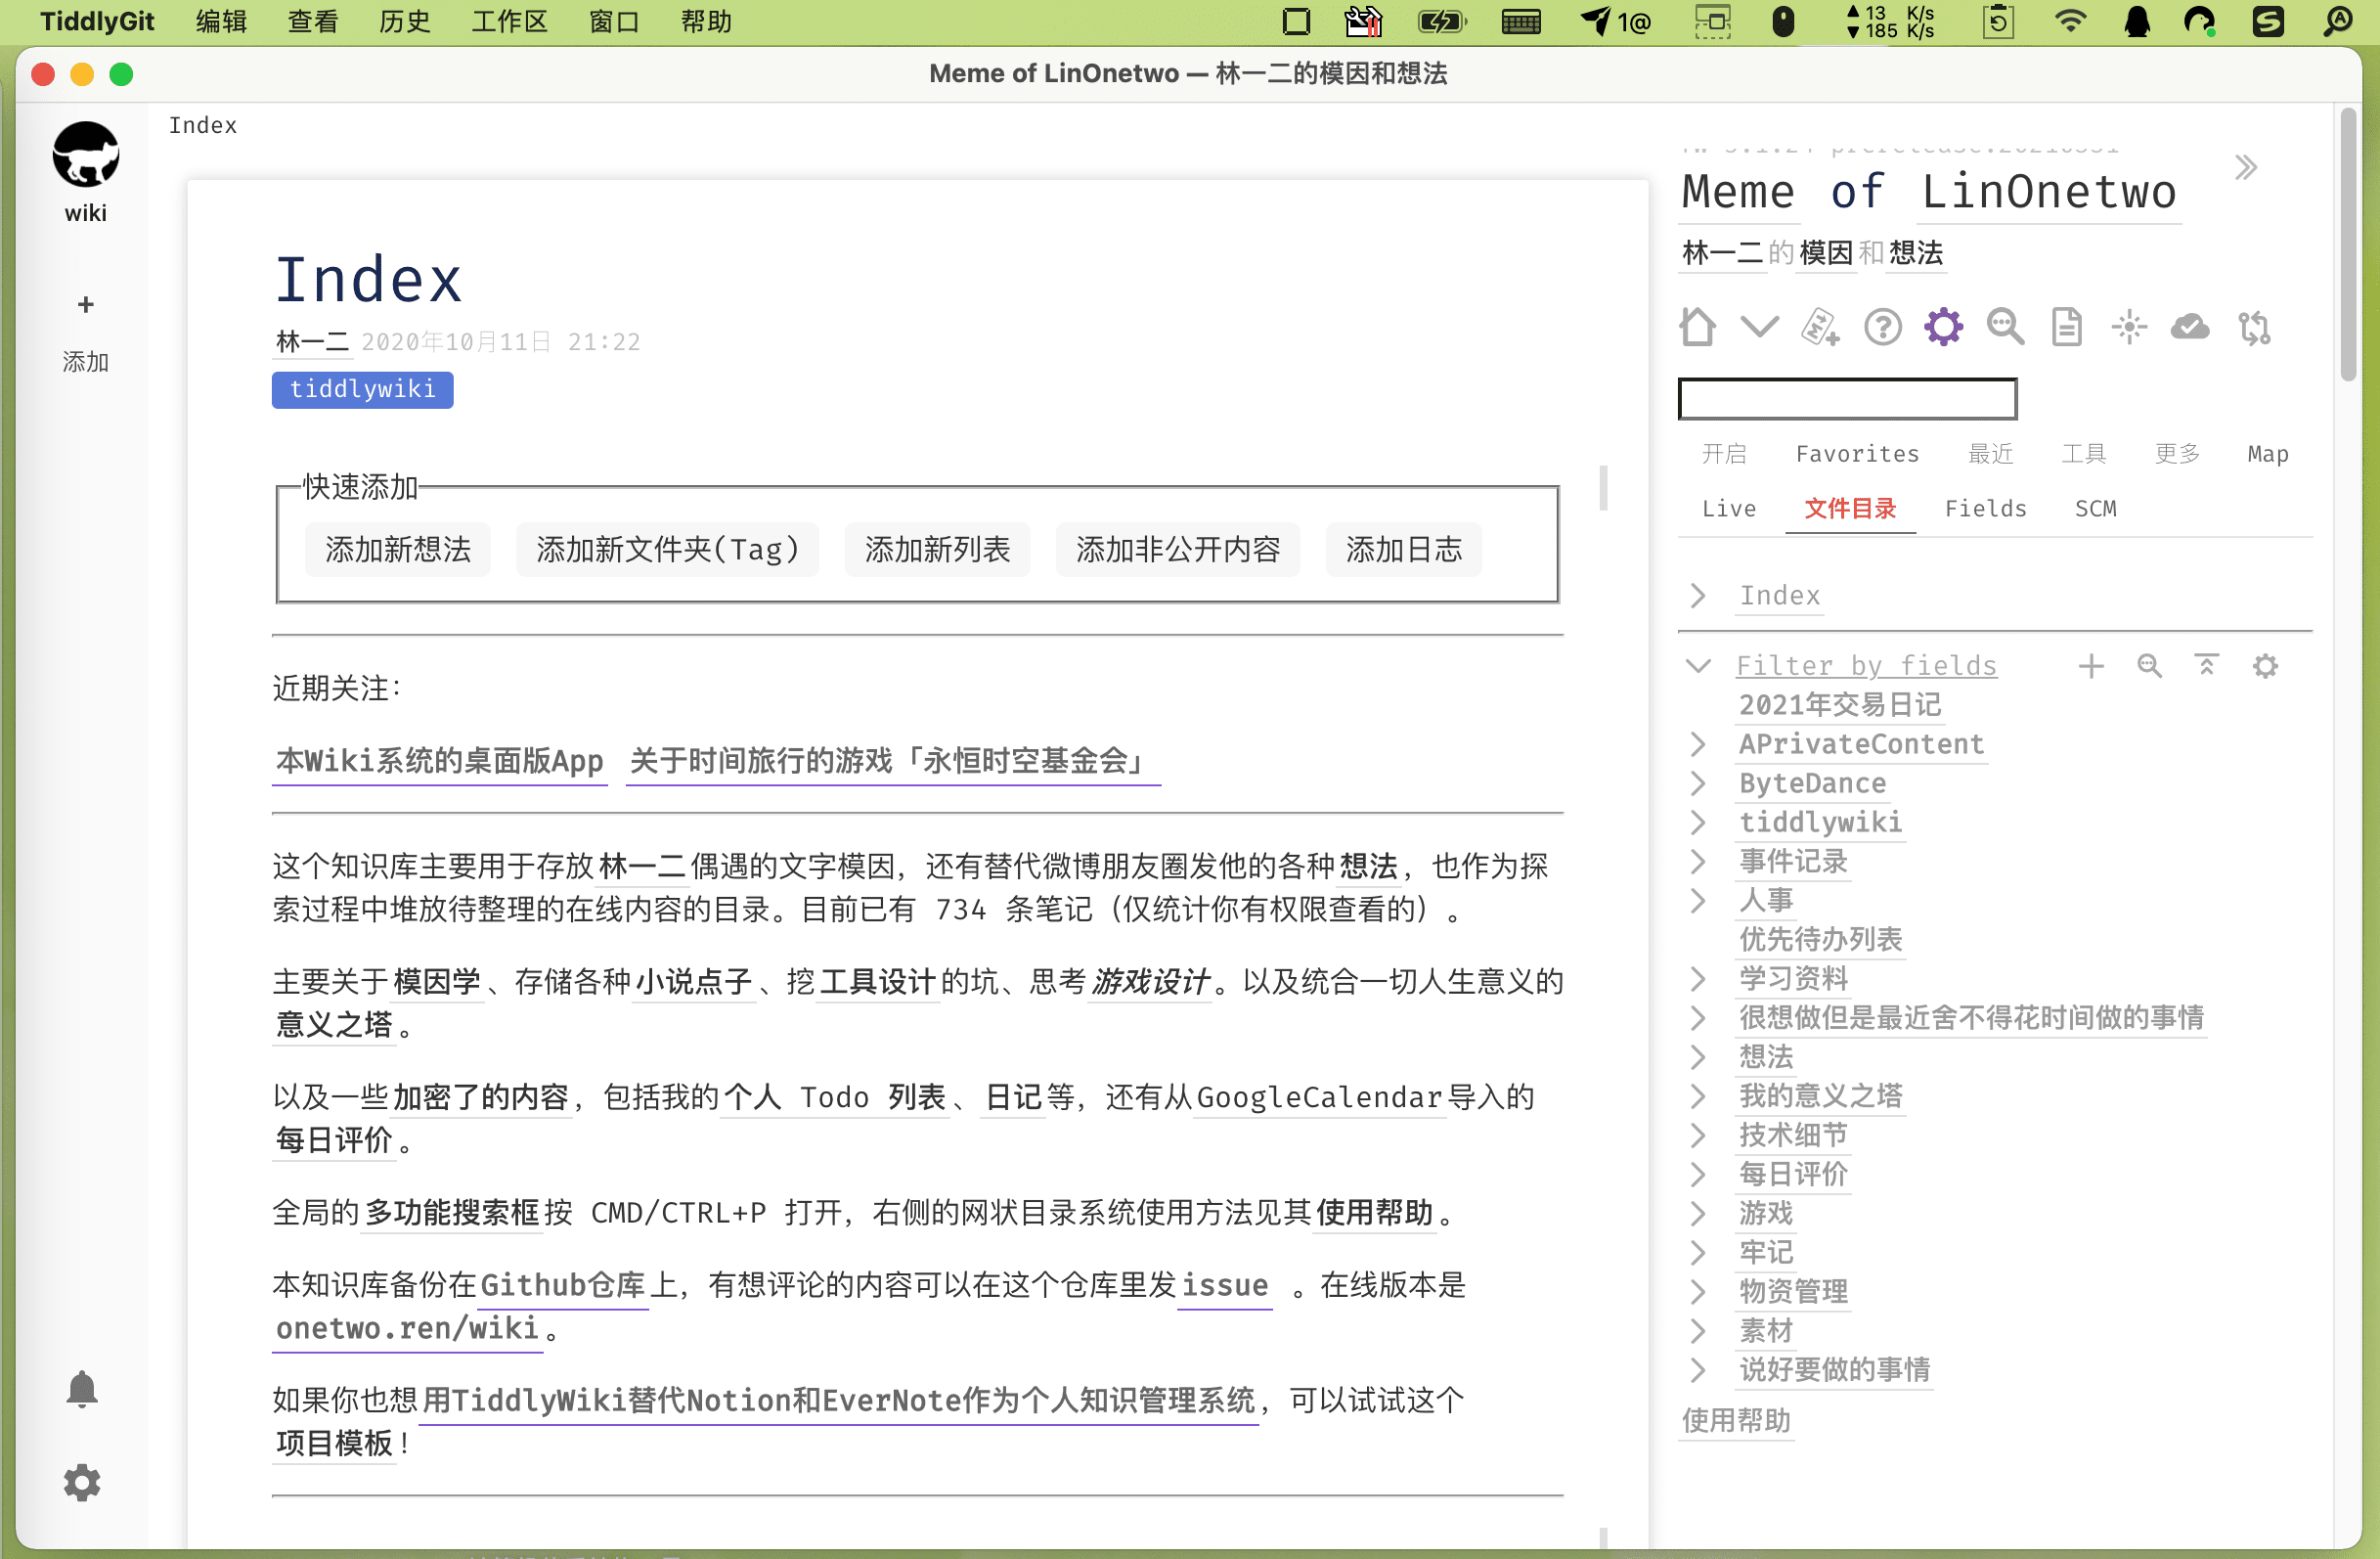 TiddlyGit 编辑 查看 历史 工作区 窗口 帮助 1@ 13 K/s
185 K/s
Meme of LinOnetwo — 林一二的模因和想法
wiki
+
添加
Index
Index
林一二 2020年10月11日 21:22
tiddlywiki
快速添加
添加新想法 添加新文件夹(Tag) 添加新列表 添加非公开内容 添加日志
近期关注：
本Wiki系统的桌面版App 关于时间旅行的游戏「永恒时空基金会」
这个知识库主要用于存放林一二偶遇的文字模因，还有替代微博朋友圈发他的各种想法，也作为探
索过程中堆放待整理的在线内容的目录。目前已有 734 条笔记（仅统计你有权限查看的）。
主要关于模因学、存储各种小说点子、挖工具设计的坑、思考游戏设计。以及统合一切人生意义的
意义之塔。
以及一些加密了的内容，包括我的个人 Todo 列表、日记等，还有从GoogleCalendar导入的
每日评价。
全局的多功能搜索框按 CMD/CTRL+P 打开，右侧的网状目录系统使用方法见其使用帮助。
本知识库备份在Github仓库上，有想评论的内容可以在这个仓库里发issue 。在线版本是
onetwo.ren/wiki。
如果你也想用TiddlyWiki替代Notion和EverNote作为个人知识管理系统，可以试试这个
项目模板！
Meme of LinOnetwo
林一二的模因和想法
开启 Favorites 最近 工具 更多 Map
Live 文件目录 Fields SCM
Index
Filter by fields
2021年交易日记
APrivateContent
ByteDance
tiddlywiki
事件记录
人事
优先待办列表
学习资料
很想做但是最近舍不得花时间做的事情
想法
我的意义之塔
技术细节
每日评价
游戏
牢记
物资管理
素材
说好要做的事情
使用帮助